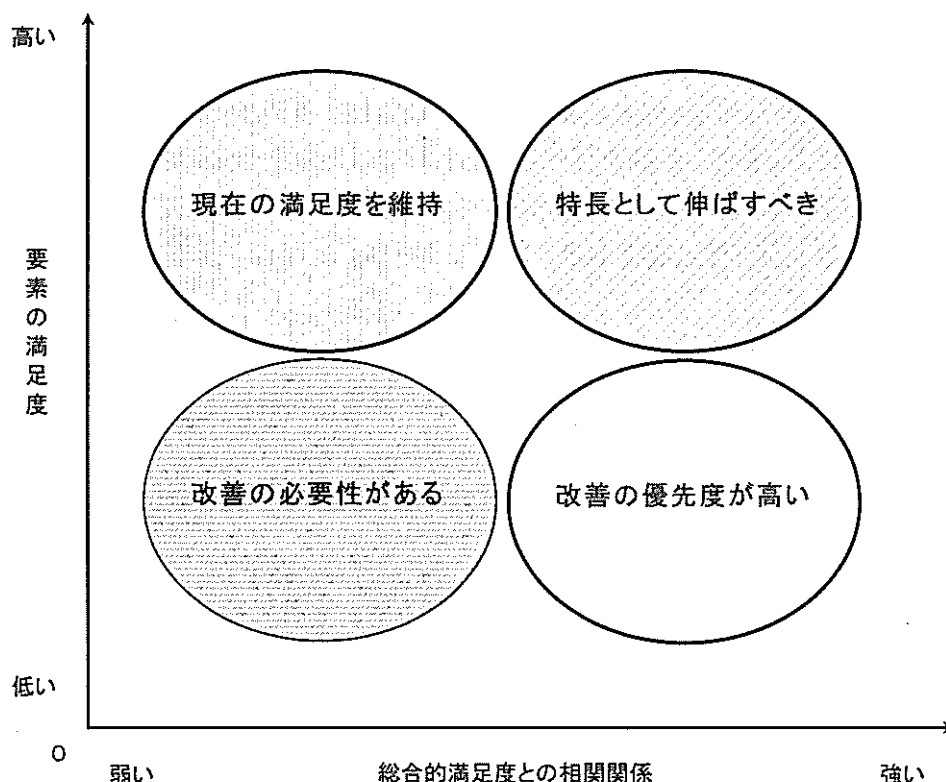 高い
現在の満足度を維持
特長として伸ばすべき
要素の満足度
改善の必要性がある
改善の優先度が高い
低い
0
弱い
総合的満足度との相関関係
強い